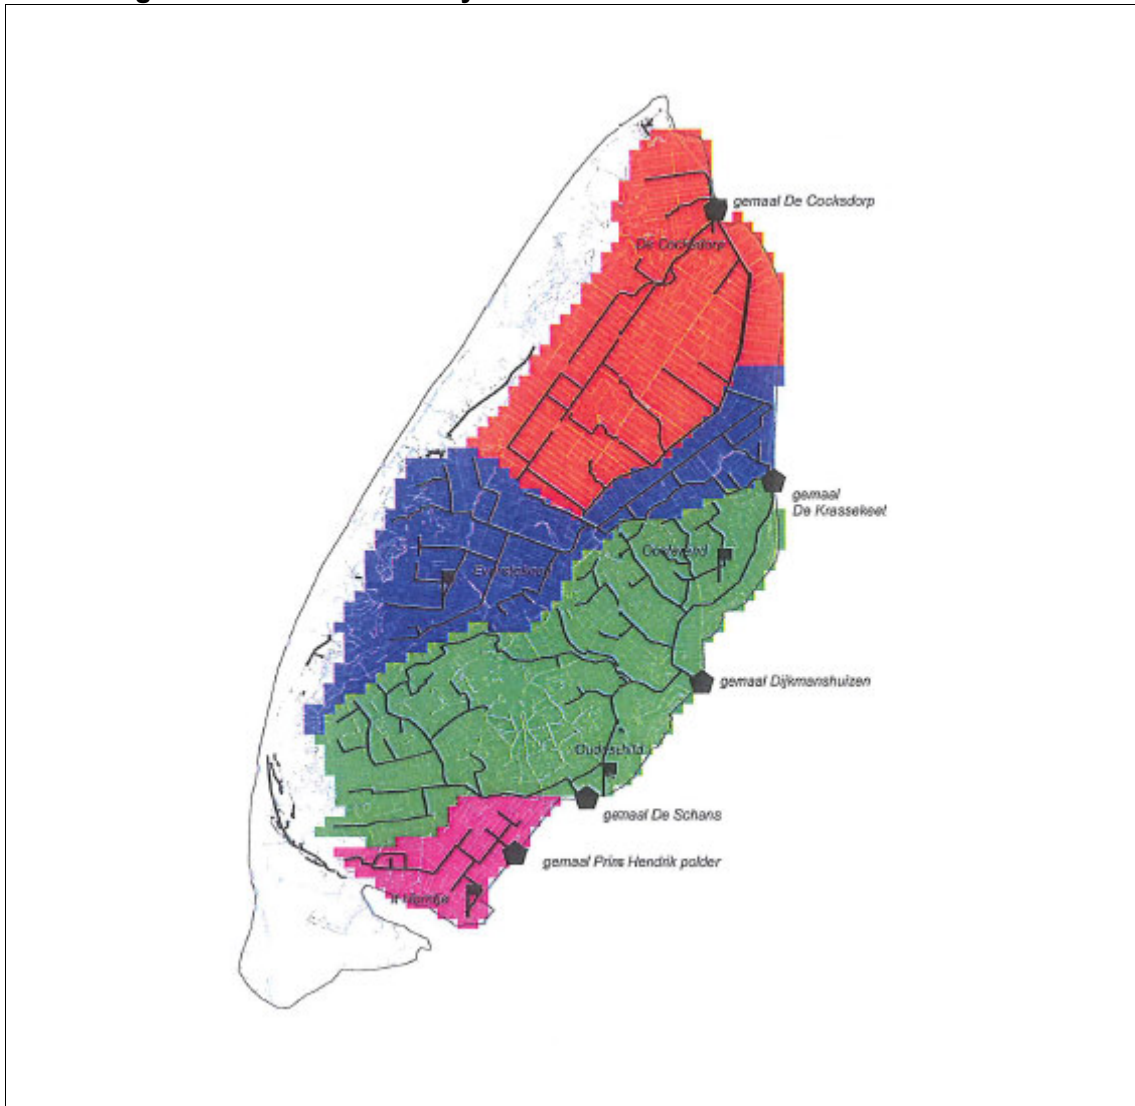 gemaal De Cocksdorp
De Cocksdorp
gemaal
De Krassekeet
Oosterend
gemaal Dijkmanshuizen
Oudeschild
gemaal De Schans
gemaal Prins Hendrik polder